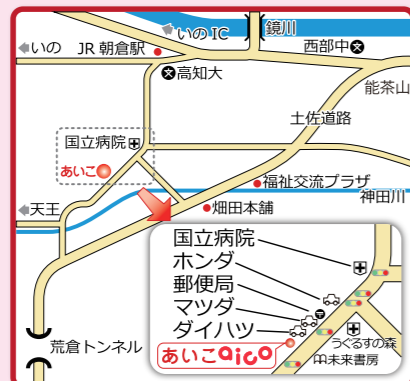 いの IC
鏡川
いの
JR 朝倉駅
西部中
高知大
能茶山
土佐道路
国立病院
あいこ
福祉交流プラザ
神田川
天王
畑田本舗
国立病院
ホンダ
郵便局
マツダ
ダイハツ
うぐるすの森
あいこaico
未来書房
荒倉トンネル